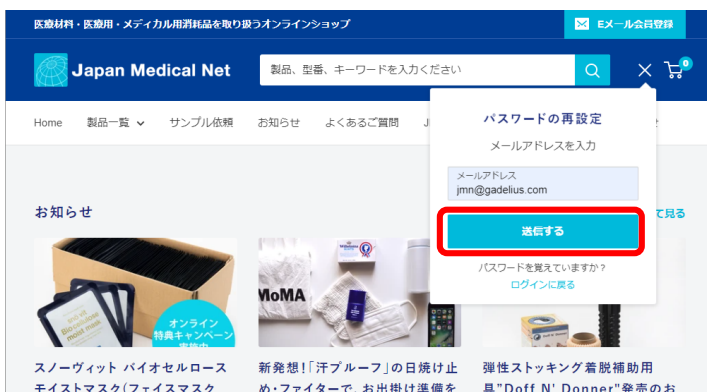 医療材料・医療用・メディカル用消耗品を取り扱うオンラインショップ
Eメール会員登録
Japan Medical Net
製品、型番、キーワードを入力ください
0
Home 製品一覧 サンプル依頼 お知らせ よくあるご質問
パスワードの再設定
メールアドレスを入力
メールアドレス
jmn@gadelius.com
送信する
パスワードを覚えていますか?
ログインに戻る
お知らせ
て見る
Bio cellulose
moist mask
オンライン
特典キャンペーン
実施中
MoMA
スノーヴィット バイオセルロース
モイストマスク(フェイスマスク
新発想!「汗プルーフ」の日焼け止
め・ファイターで、お出掛け準備を
弾性ストッキング着脱補助用
具"Doff N' Donner"発売のお